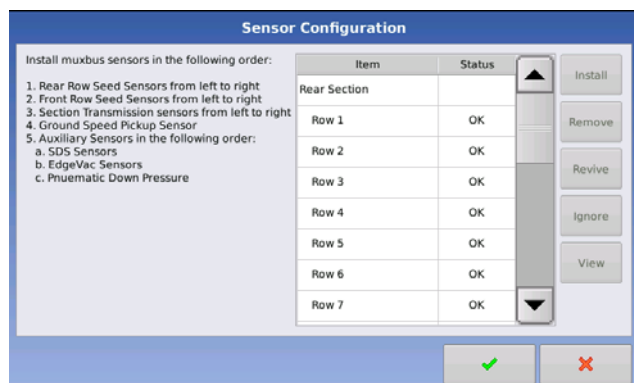 Sensor Configuration
Install muxbus sensors in the following order:
1. Rear Row Seed Sensors from left to right
2. Front Row Seed Sensors from left to right
3. Section Transmission sensors from left to right
4. Ground Speed Pickup Sensor
5. Auxiliary Sensors in the following order:
a. SDS Sensors
b. EdgeVac Sensors
c. Pnuematic Down Pressure
Item Status
Rear Section
Row 1 OK
Row 2 OK
Row 3 OK
Row 4 OK
Row 5 OK
Row 6 OK
Row 7 OK
Install
Remove
Revive
Ignore
View